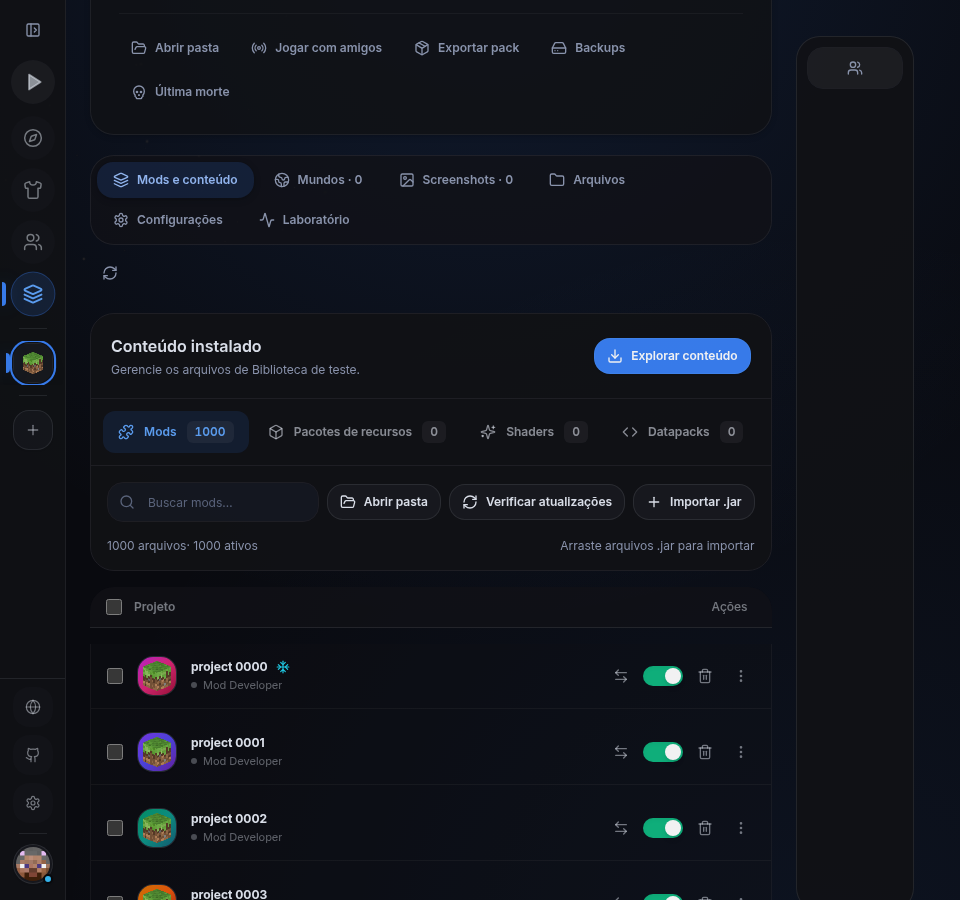 Abrir pasta
Jogar com amigos
Exportar pack
Backups
Última morte
Mods e conteúdo
Mundos · 0
Screenshots · 0
Arquivos
Configurações
Laboratório
Conteúdo instalado
Gerencie os arquivos de Biblioteca de teste.
Explorar conteúdo
Mods 1000
Pacotes de recursos 0
Shaders 0
Datapacks 0
Buscar mods...
Abrir pasta
Verificar atualizações
Importar .jar
1000 arquivos· 1000 ativos
Arraste arquivos .jar para importar
Projeto
Ações
project 0000
Mod Developer
project 0001
Mod Developer
project 0002
Mod Developer
project 0003